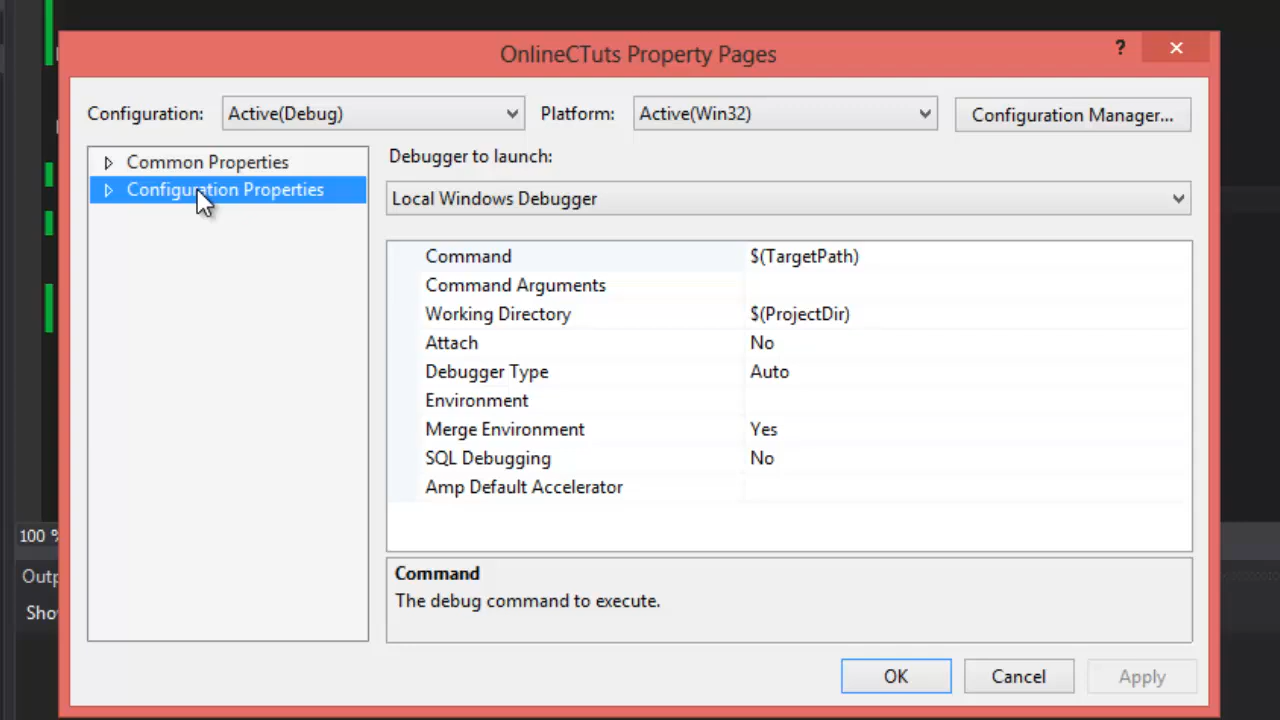 OnlineCTuts Property Pages
?
Configuration: Active(Debug) Platform: Active(Win32) Configuration Manager...
Common Properties
Configuration Properties
Debugger to launch:
Local Windows Debugger
Command $(TargetPath)
Command Arguments
Working Directory $(ProjectDir)
Attach No
Debugger Type Auto
Environment
Merge Environment Yes
SQL Debugging No
Amp Default Accelerator
Command
The debug command to execute.
OK Cancel Apply
100 %
Outp
Sho